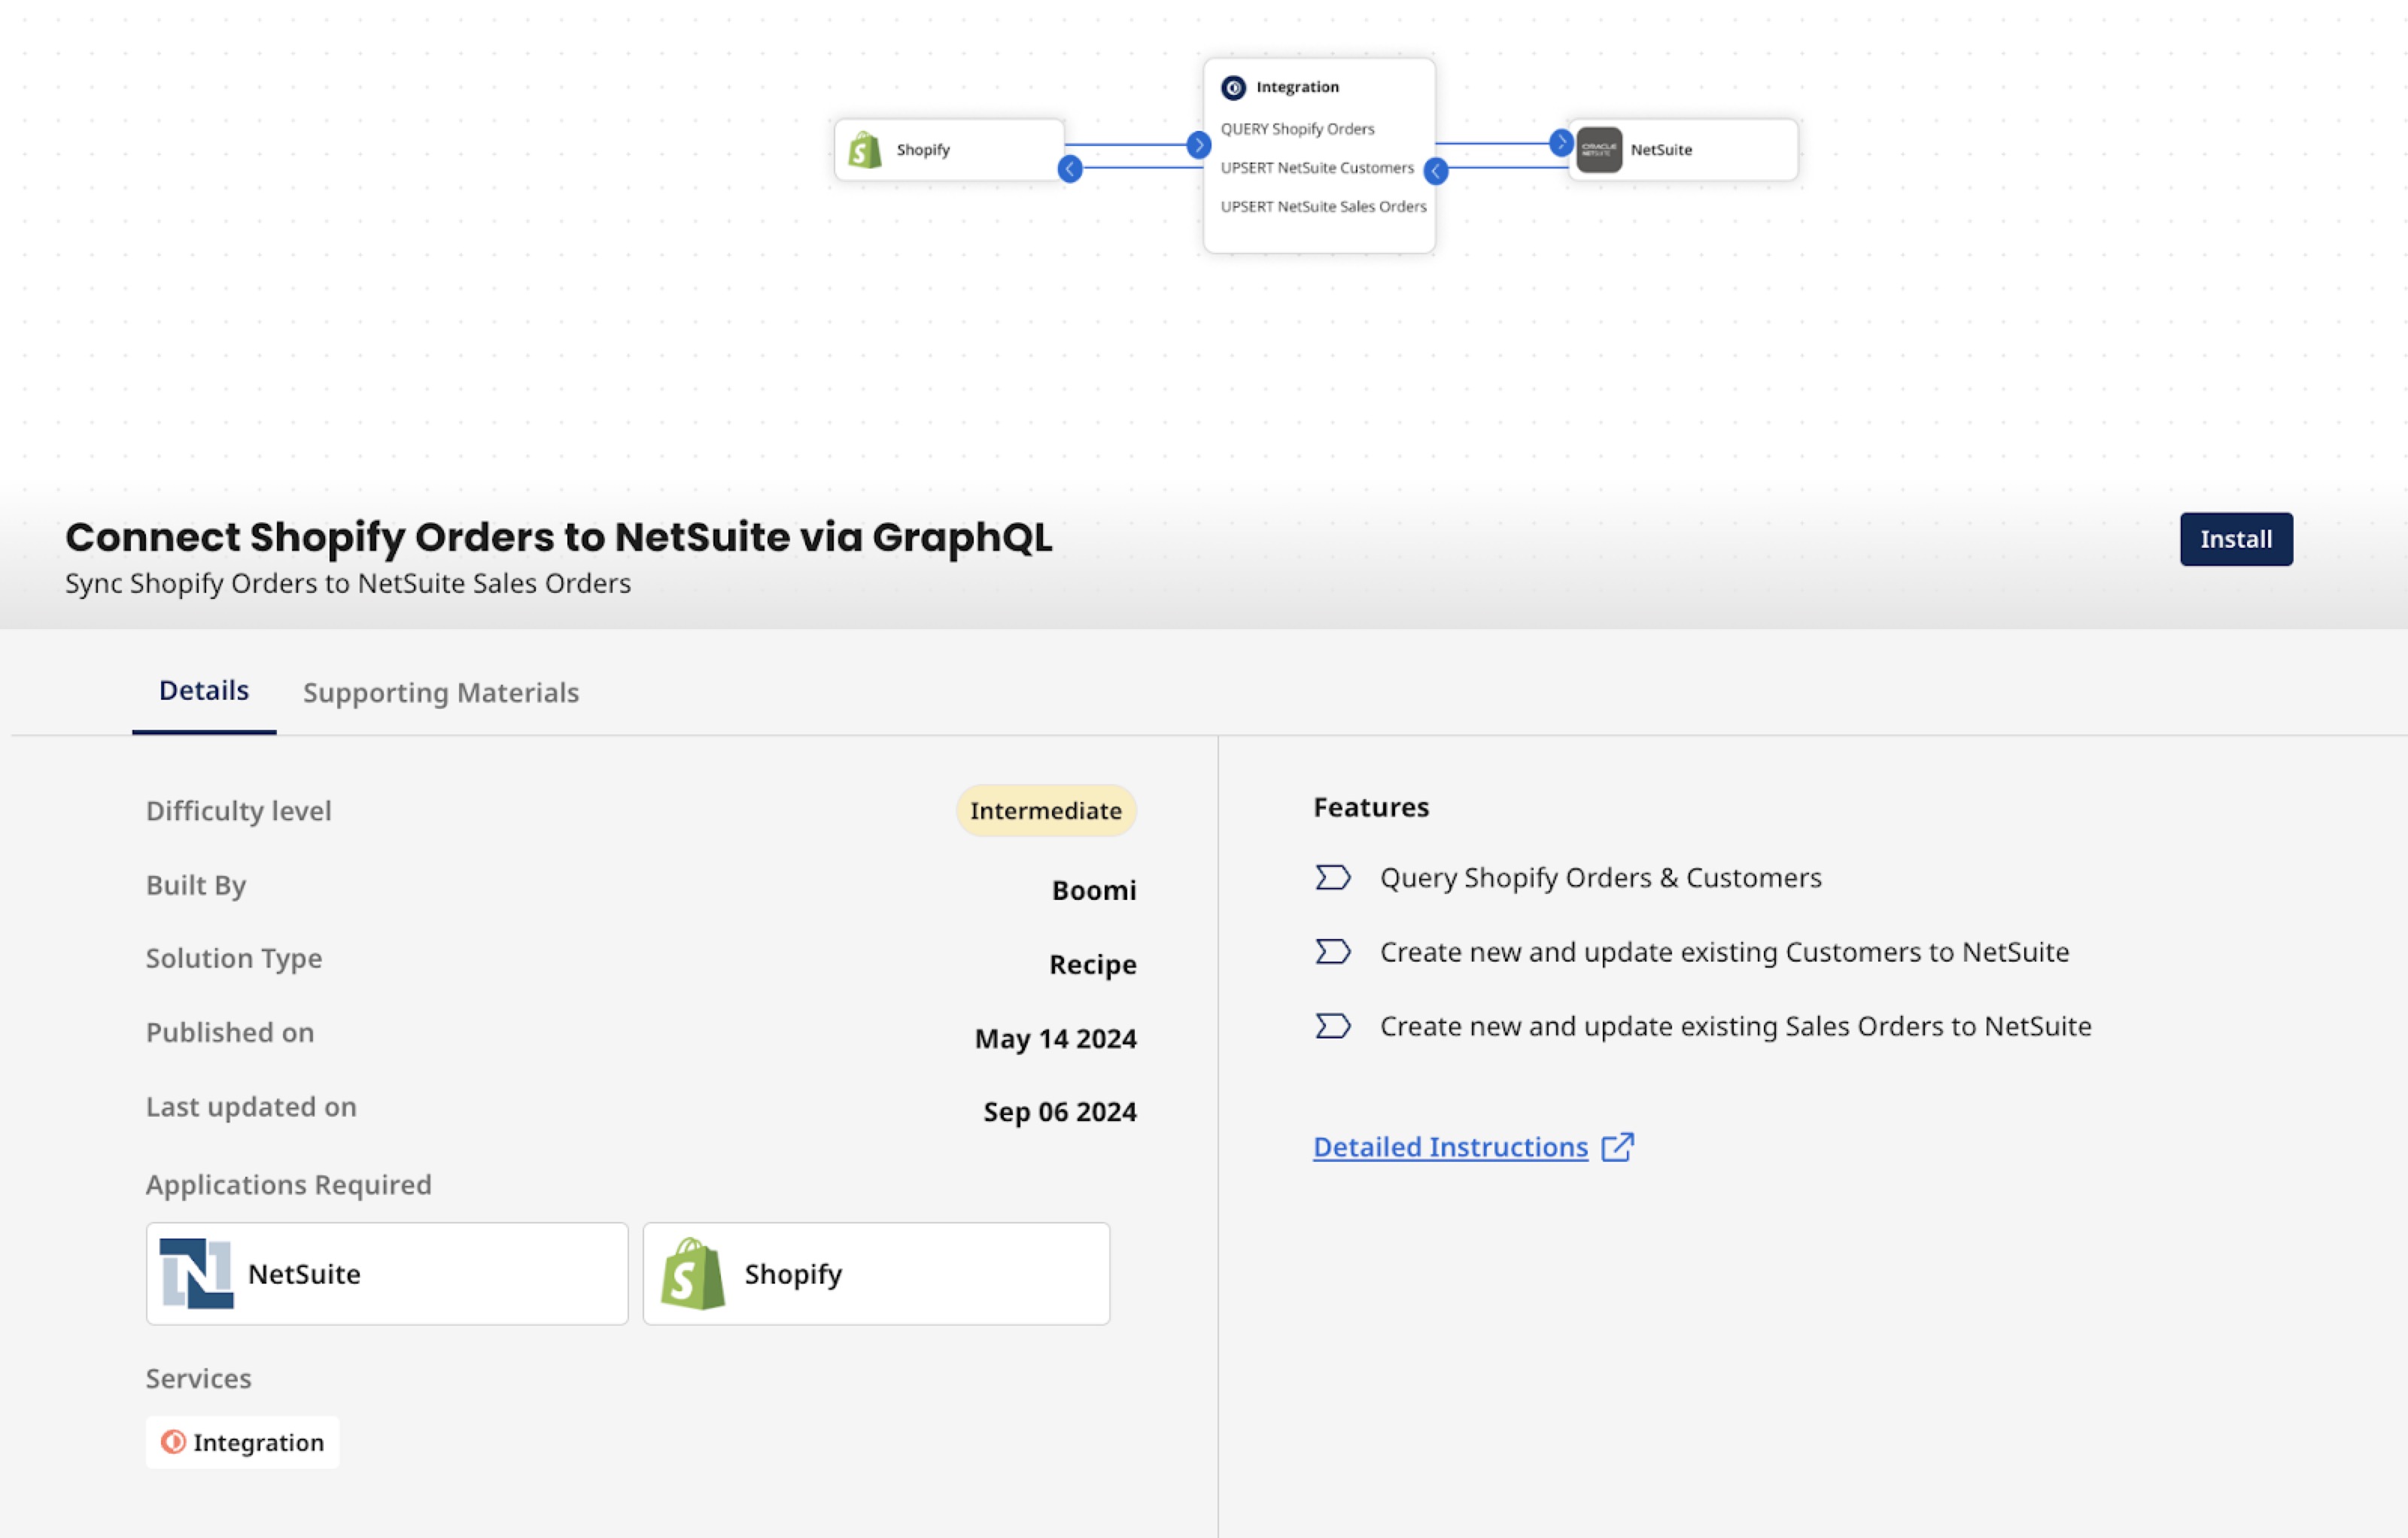 Integration
QUERY Shopify Orders
UPSERT NetSuite Customers
UPSERT NetSuite Sales Orders
Shopify
ORACLE
NETSUITE
NetSuite
Connect Shopify Orders to NetSuite via GraphQL
Sync Shopify Orders to NetSuite Sales Orders
Install
Details
Supporting Materials
Difficulty level
Intermediate
Built By
Boomi
Solution Type
Recipe
Published on
May 14 2024
Last updated on
Sep 06 2024
Applications Required
NetSuite
Shopify
Services
Integration
Features
Query Shopify Orders & Customers
Create new and update existing Customers to NetSuite
Create new and update existing Sales Orders to NetSuite
Detailed Instructions